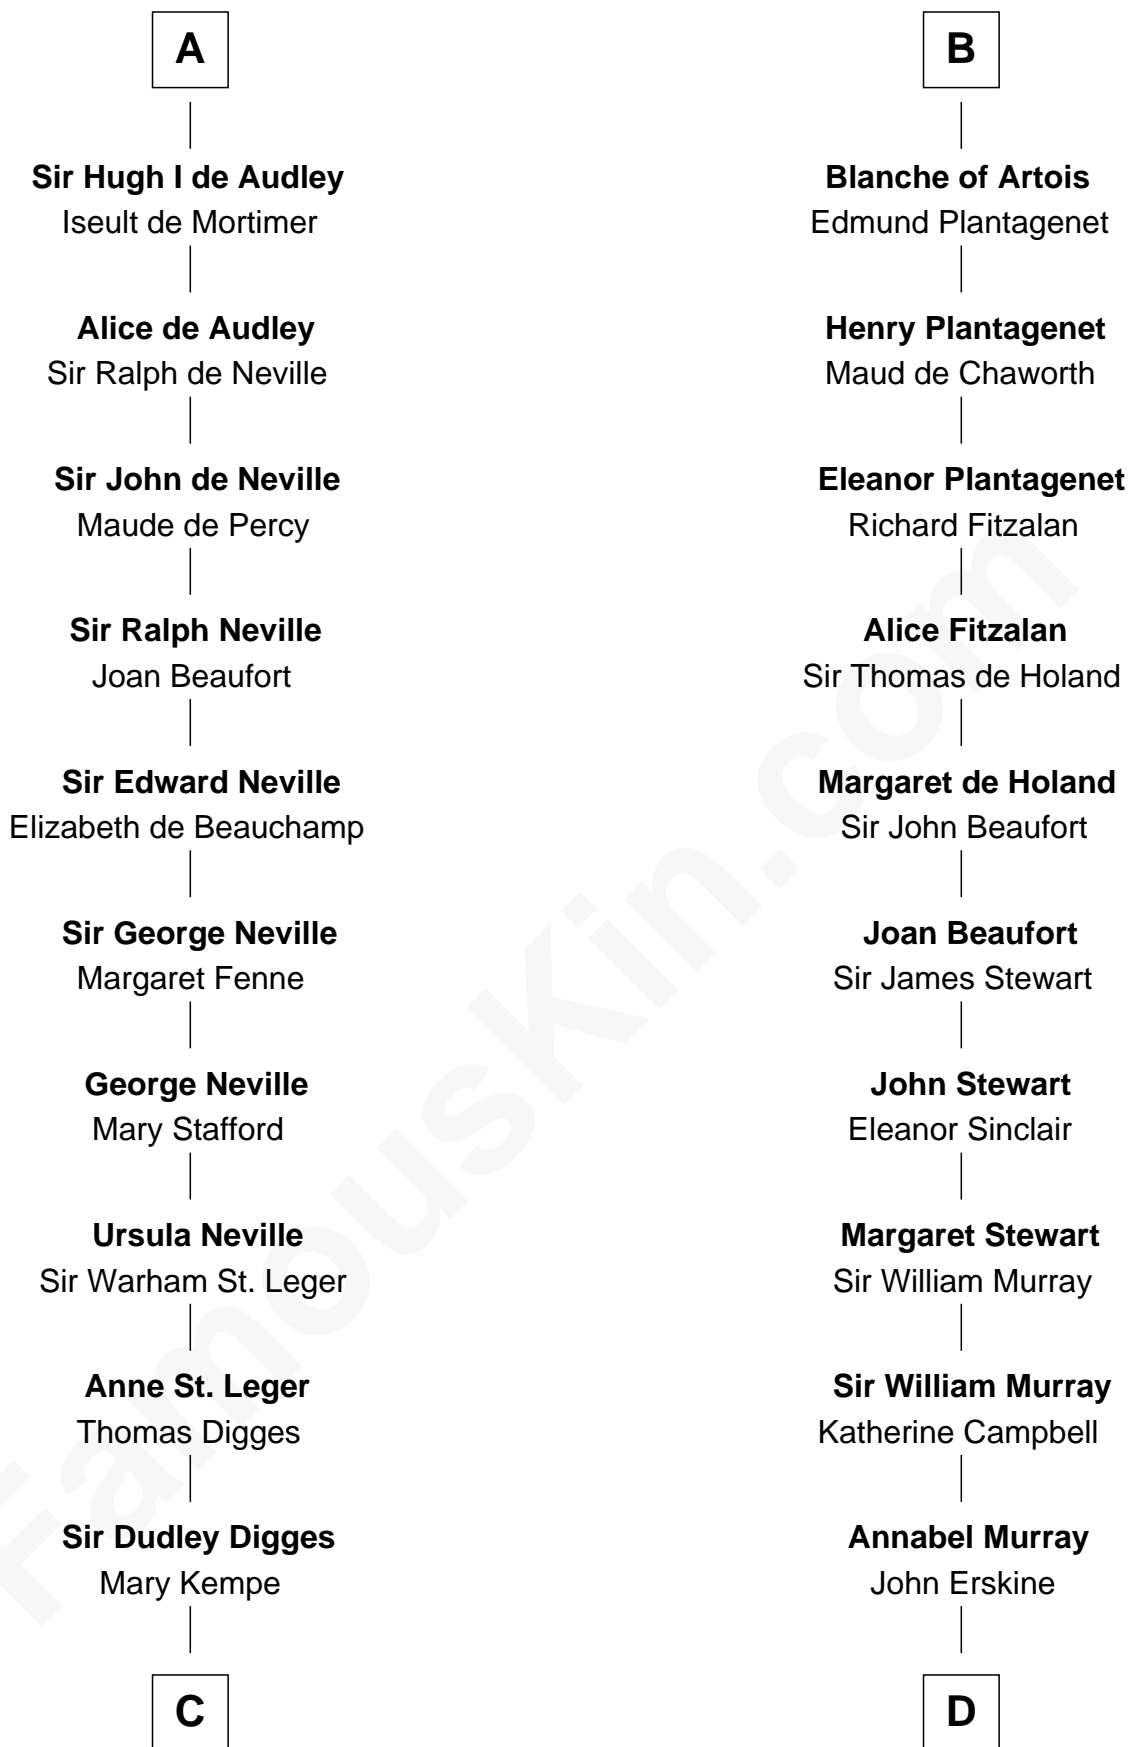 A
Sir Hugh I de Audley
Iseult de Mortimer
Alice de Audley
Sir Ralph de Neville
Sir John de Neville
Maude de Percy
Sir Ralph Neville
Joan Beaufort
Sir Edward Neville
Elizabeth de Beauchamp
Sir George Neville
Margaret Fenne
George Neville
Mary Stafford
Ursula Neville
Sir Warham St. Leger
Anne St. Leger
Thomas Digges
Sir Dudley Digges
Mary Kempe
C
B
Blanche of Artois
Edmund Plantagenet
Henry Plantagenet
Maud de Chaworth
Eleanor Plantagenet
Richard Fitzalan
Alice Fitzalan
Sir Thomas de Holand
Margaret de Holand
Sir John Beaufort
Joan Beaufort
Sir James Stewart
John Stewart
Eleanor Sinclair
Margaret Stewart
Sir William Murray
Sir William Murray
Katherine Campbell
Annabel Murray
John Erskine
D
FamousKin.com